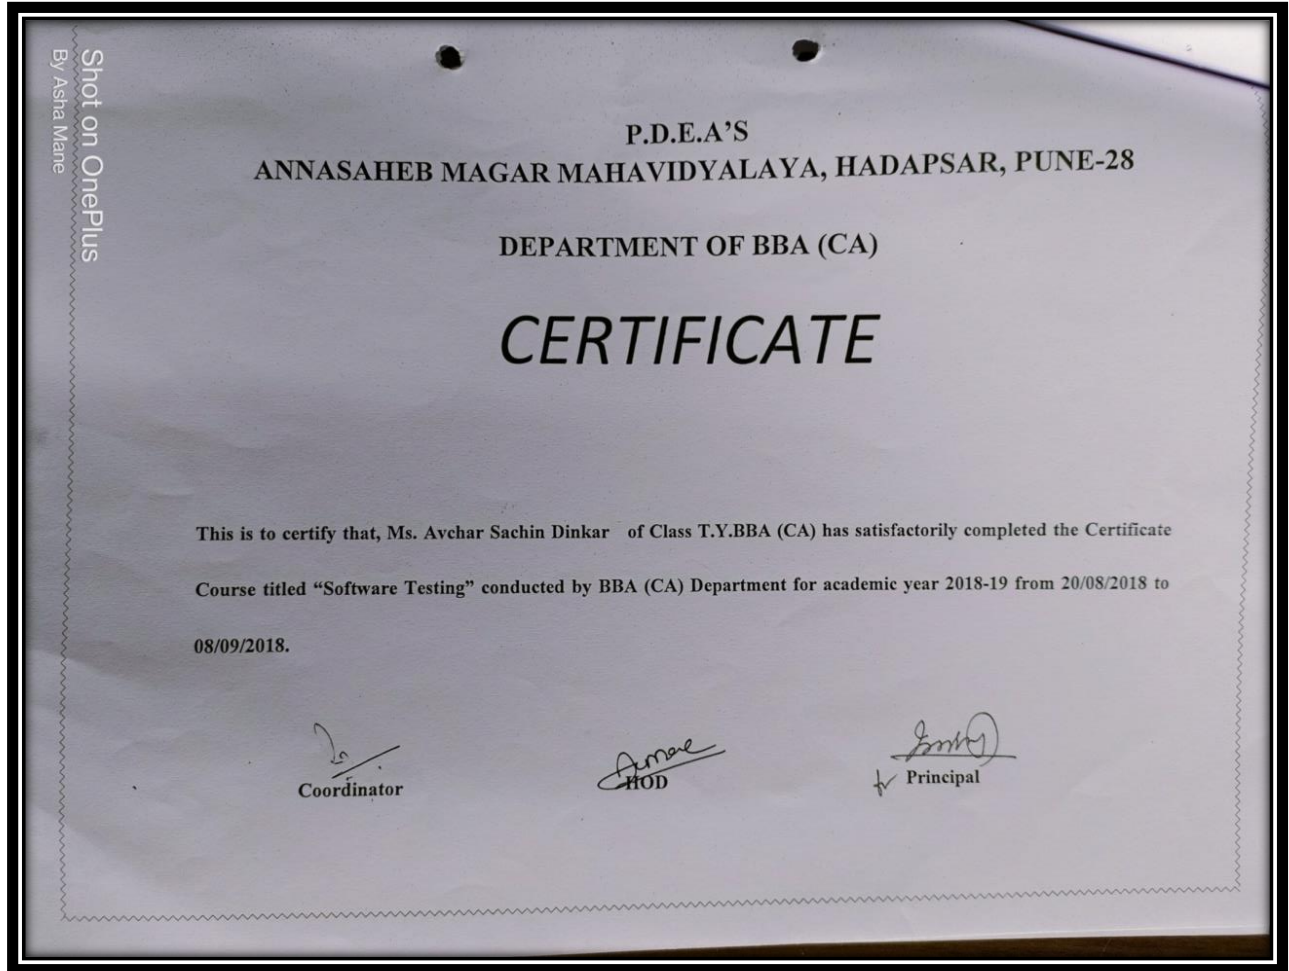 Shot on OnePlus
By Asha Mane
P.D.E.A'S
ANNASAHEB MAGAR MAHAVIDYALAYA, HADAPSAR, PUNE-28
DEPARTMENT OF BBA (CA)
CERTIFICATE
This is to certify that, Ms. Avchar Sachin Dinkar of Class T.Y.BBA (CA) has satisfactorily completed the Certificate
Course titled “Software Testing” conducted by BBA (CA) Department for academic year 2018-19 from 20/08/2018 to
08/09/2018.
Coordinator
HOD
Principal